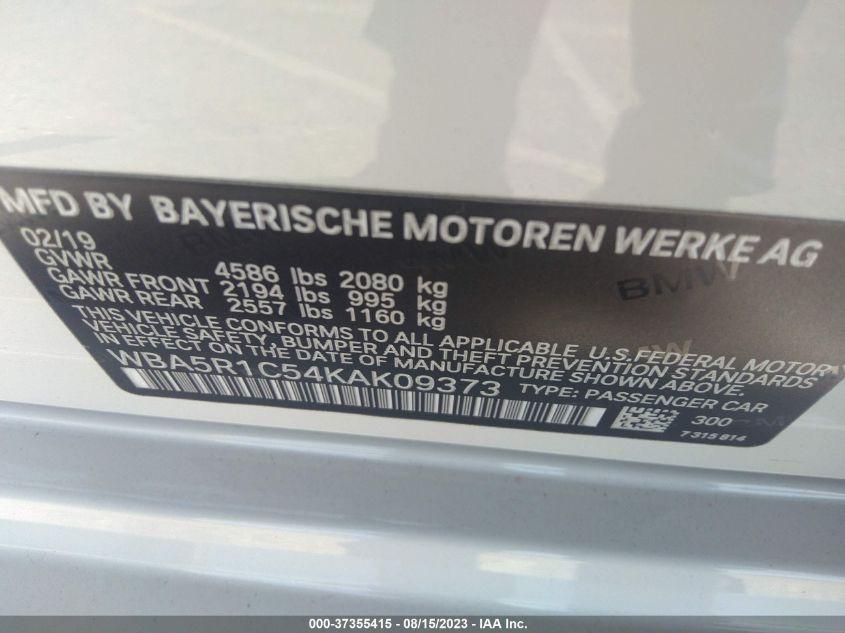 MFD BY BAYERISCHE MOTOREN WERKE AG
02/19
GVWR 4586 lbs 2080 kg
GAWR FRONT 2194 lbs 995 kg
GAWR REAR 2557 lbs 1160 kg
THIS VEHICLE CONFORMS TO ALL APPLICABLE U.S. FEDERAL MOTOR
VEHICLE SAFETY, BUMPER, AND THEFT PREVENTION STANDARDS
IN EFFECT ON THE DATE OF MANUFACTURE SHOWN ABOVE.
WBA5R1C54KAK09373 TYPE: PASSENGER CAR
300
7315814
BMW
000-37355415 - 08/15/2023 - IAA Inc.